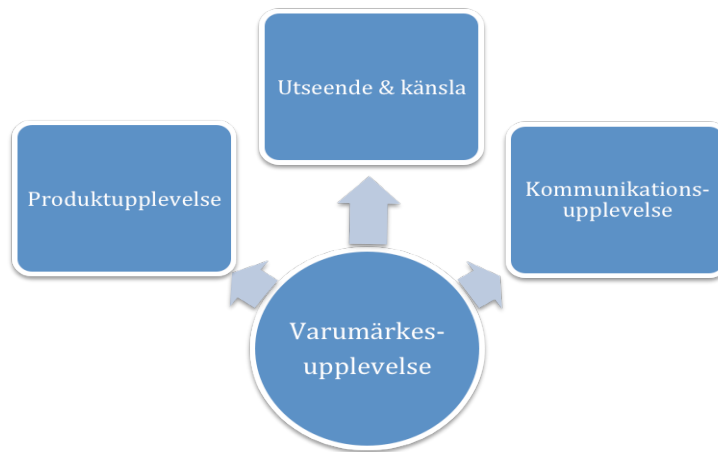 Utseende & känsla
Produktupplevelse
Kommunikations-
upplevelse
Varumärkes-
upplevelse